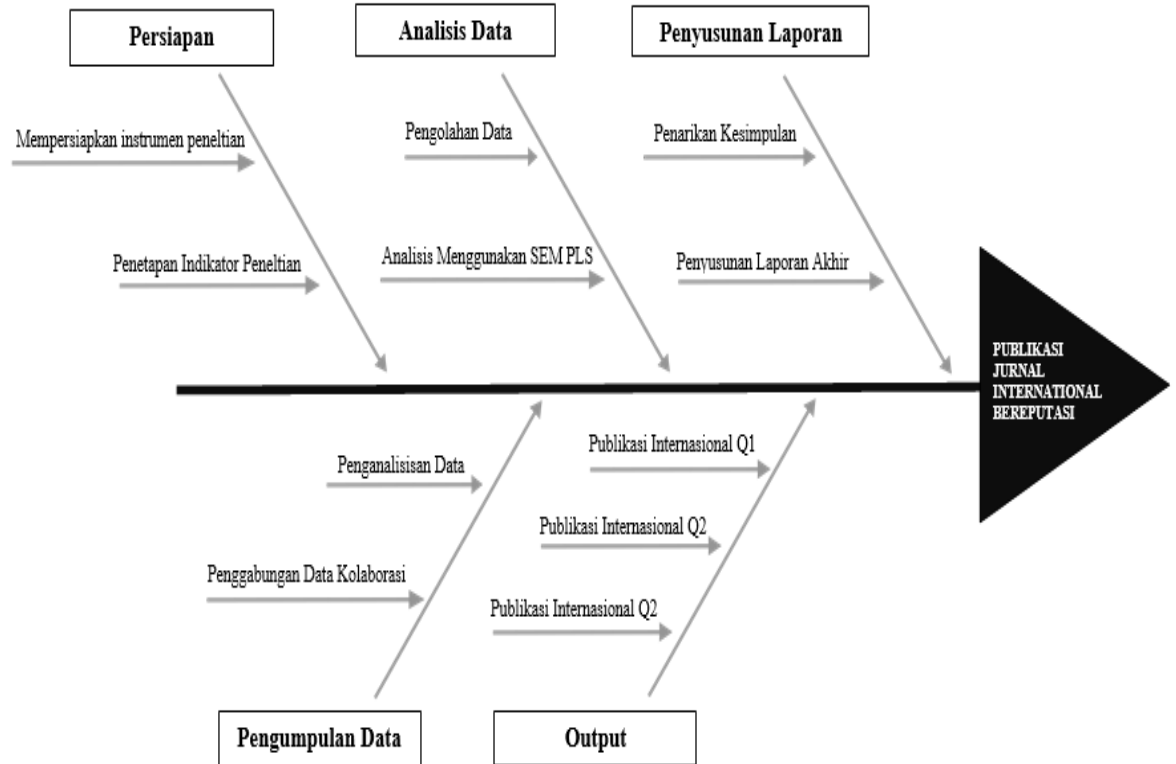 Persiapan
Analisis Data
Penyusunan Laporan
Mempersiapkan instrumen peneltian
Pengolahan Data
Penarikan Kesimpulan
Penetapan Indikator Peneltian
Analisis Menggunakan SEM PLS
Penyusunan Laporan Akhir
PUBLIKASI
JURNAL
INTERNATIONAL
BEREPUTASI
Penganalisisan Data
Publikasi Internasional Q1
Publikasi Internasional Q2
Penggabungan Data Kolaborasi
Publikasi Internasional Q2
Pengumpulan Data
Output